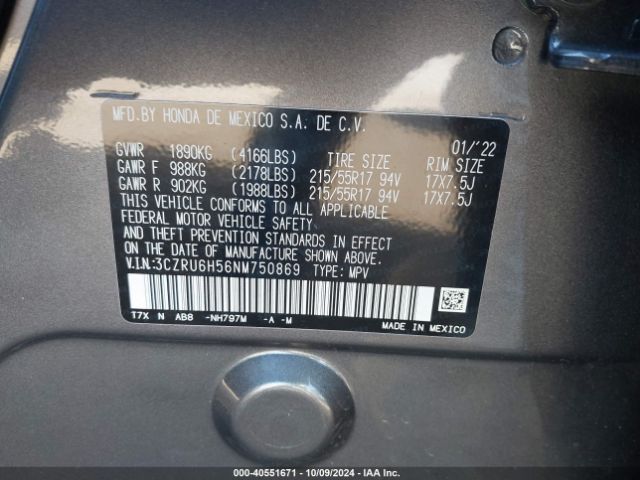 MFD.BY HONDA DE MEXICO S.A. DE C.V.
01/'22
GVWR 1890KG (4166LBS) TIRE SIZE RIM SIZE
GAWR F 988KG (2178LBS) 215/55R17 94V 17X7.5J
GAWR R 902KG (1988LBS) 215/55R17 94V 17X7.5J
THIS VEHICLE CONFORMS TO ALL APPLICABLE
FEDERAL MOTOR VEHICLE SAFETY
AND THEFT PREVENTION STANDARDS IN EFFECT
ON THE DATE OF MANUFACTURE SHOWN ABOVE.
V.I.N.:3CZRU6H56NM750869 TYPE: MPV
T7X N AB8 -NH797M -A -M
MADE IN MEXICO
000-40551671 | 10/09/2024 | IAA Inc.